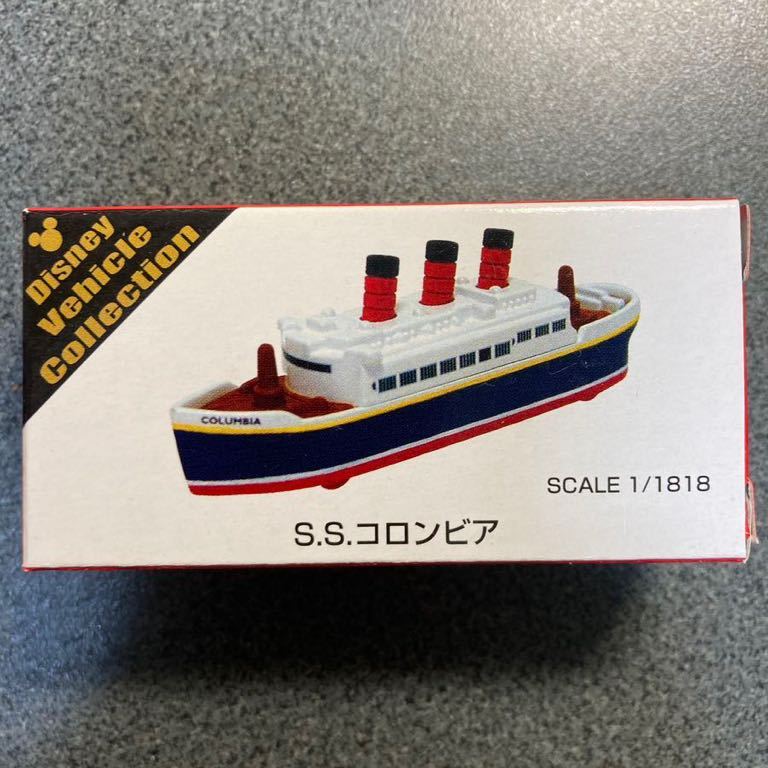 Disney
Vehicle
Collection
COLUMBIA
SCALE 1/1818
S.S.コロンビア